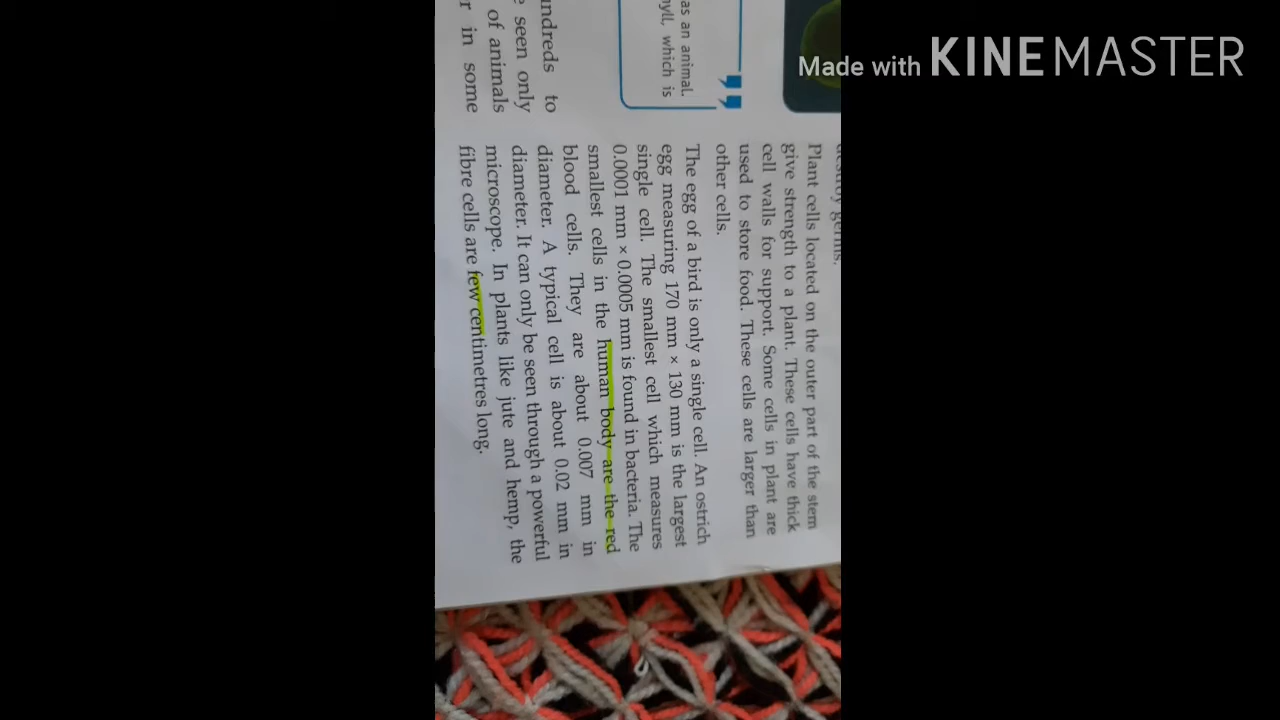 Made with KINEMASTER
as an animal.
which is
undreds to
seen only
of animals
in some
germs.
Plant cells located on the outer part of the stem
give strength to a plant. These cells have thick
cell walls for support. Some cells in plant are
used to store food. These cells are larger than
other cells.
The egg of a bird is only a single cell. An ostrich
egg measuring 170 mm × 130 mm is the largest
single cell. The smallest cell which measures
0.0001 mm × 0.0005 mm is found in bacteria. The
smallest cells in the human body are the red
blood cells. They are about 0.007 mm in
diameter. A typical cell is about 0.02 mm in
diameter. It can only be seen through a powerful
microscope. In plants like jute and hemp, the
fibre cells are few centimetres long.